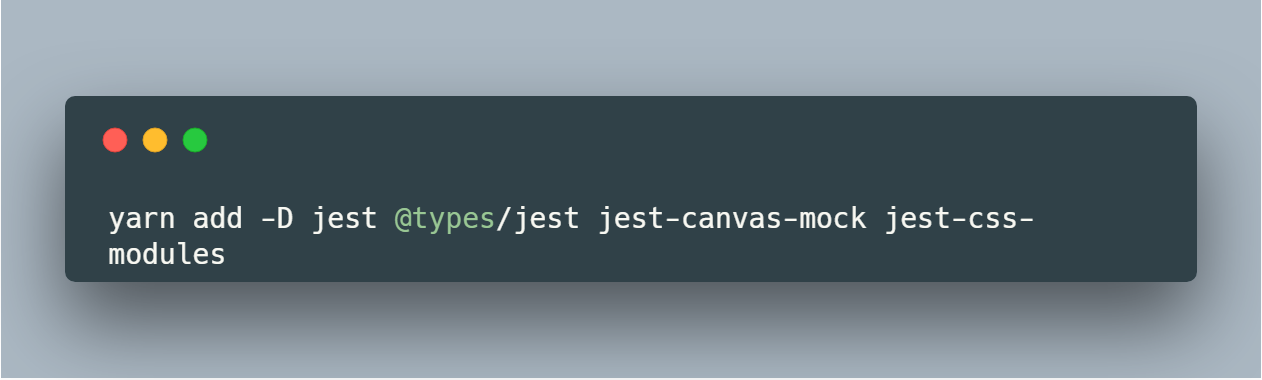 yarn add -D jest @types/jest jest-canvas-mock jest-css-
modules